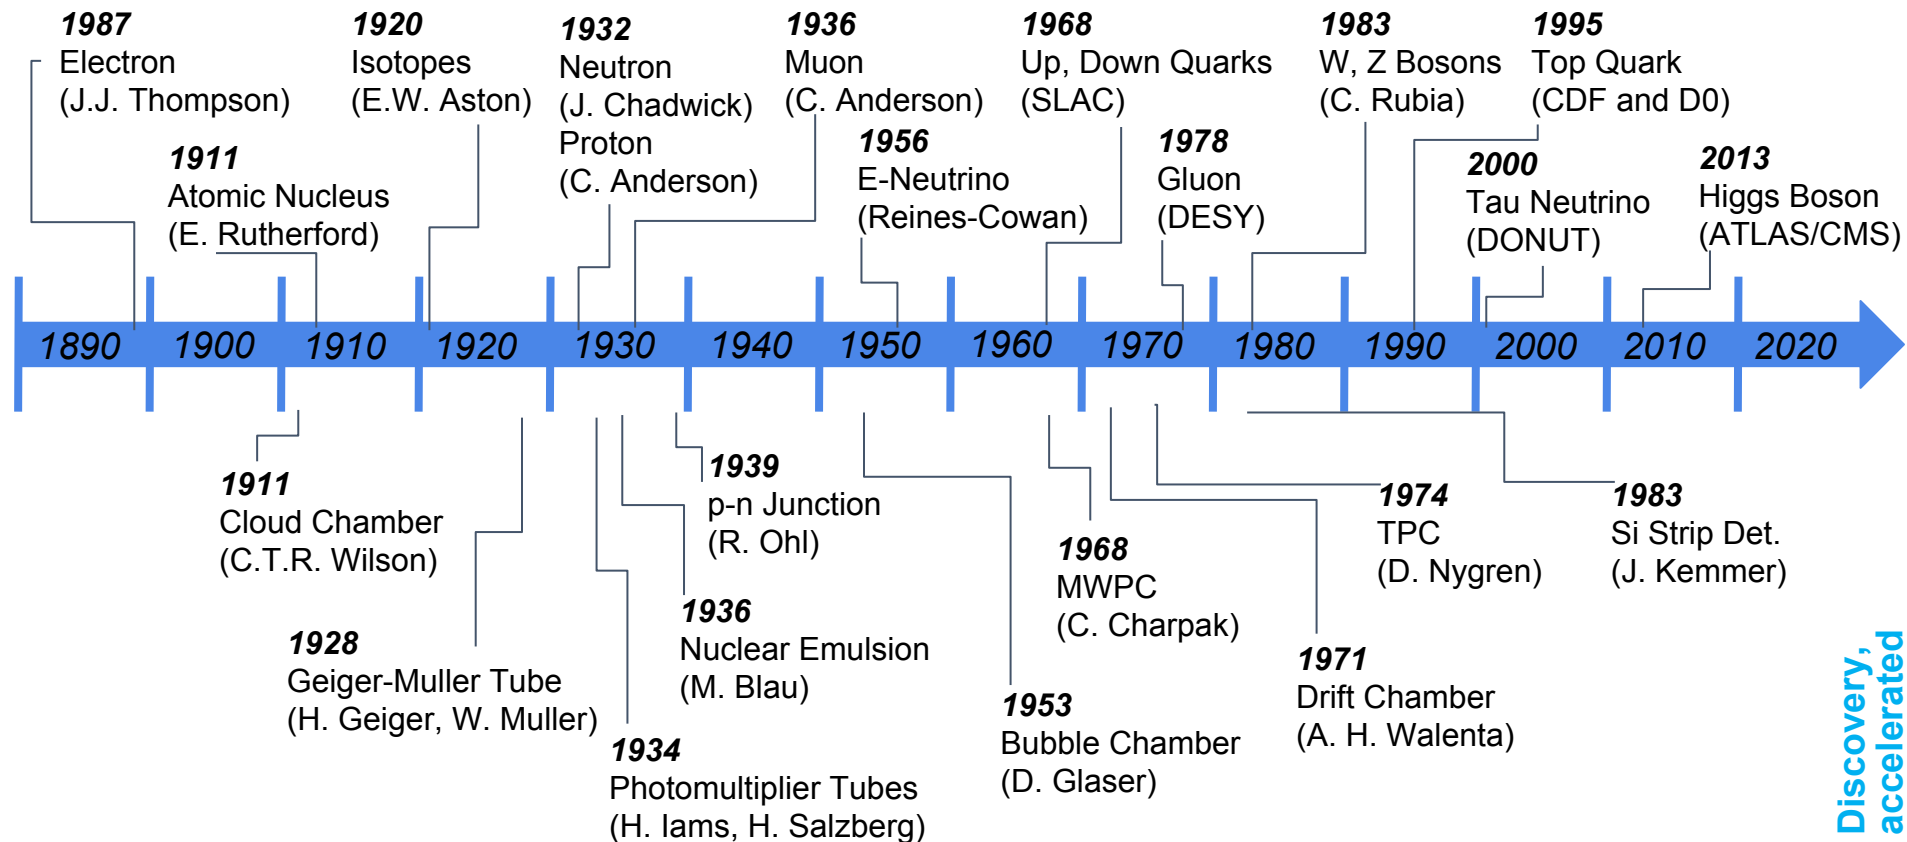 1987
Electron
(J.J. Thompson)
1911
Atomic Nucleus
(E. Rutherford)
1920
Isotopes
(E.W. Aston)
1932
Neutron
(J. Chadwick)
Proton
(C. Anderson)
1936
Muon
(C. Anderson)
1956
E-Neutrino
(Reines-Cowan)
1968
Up, Down Quarks
(SLAC)
1978
Gluon
(DESY)
1983
W, Z Bosons
(C. Rubia)
1995
Top Quark
(CDF and D0)
2000
Tau Neutrino
(DONUT)
2013
Higgs Boson
(ATLAS/CMS)
1890 1900 1910 1920 1930 1940 1950 1960 1970 1980 1990 2000 2010 2020
1911
Cloud Chamber
(C.T.R. Wilson)
1928
Geiger-Muller Tube
(H. Geiger, W. Muller)
1934
Photomultiplier Tubes
(H. Iams, H. Salzberg)
1936
Nuclear Emulsion
(M. Blau)
1939
p-n Junction
(R. Ohl)
1953
Bubble Chamber
(D. Glaser)
1968
MWPC
(C. Charpak)
1971
Drift Chamber
(A. H. Walenta)
1974
TPC
(D. Nygren)
1983
Si Strip Det.
(J. Kemmer)
Discovery,
accelerated